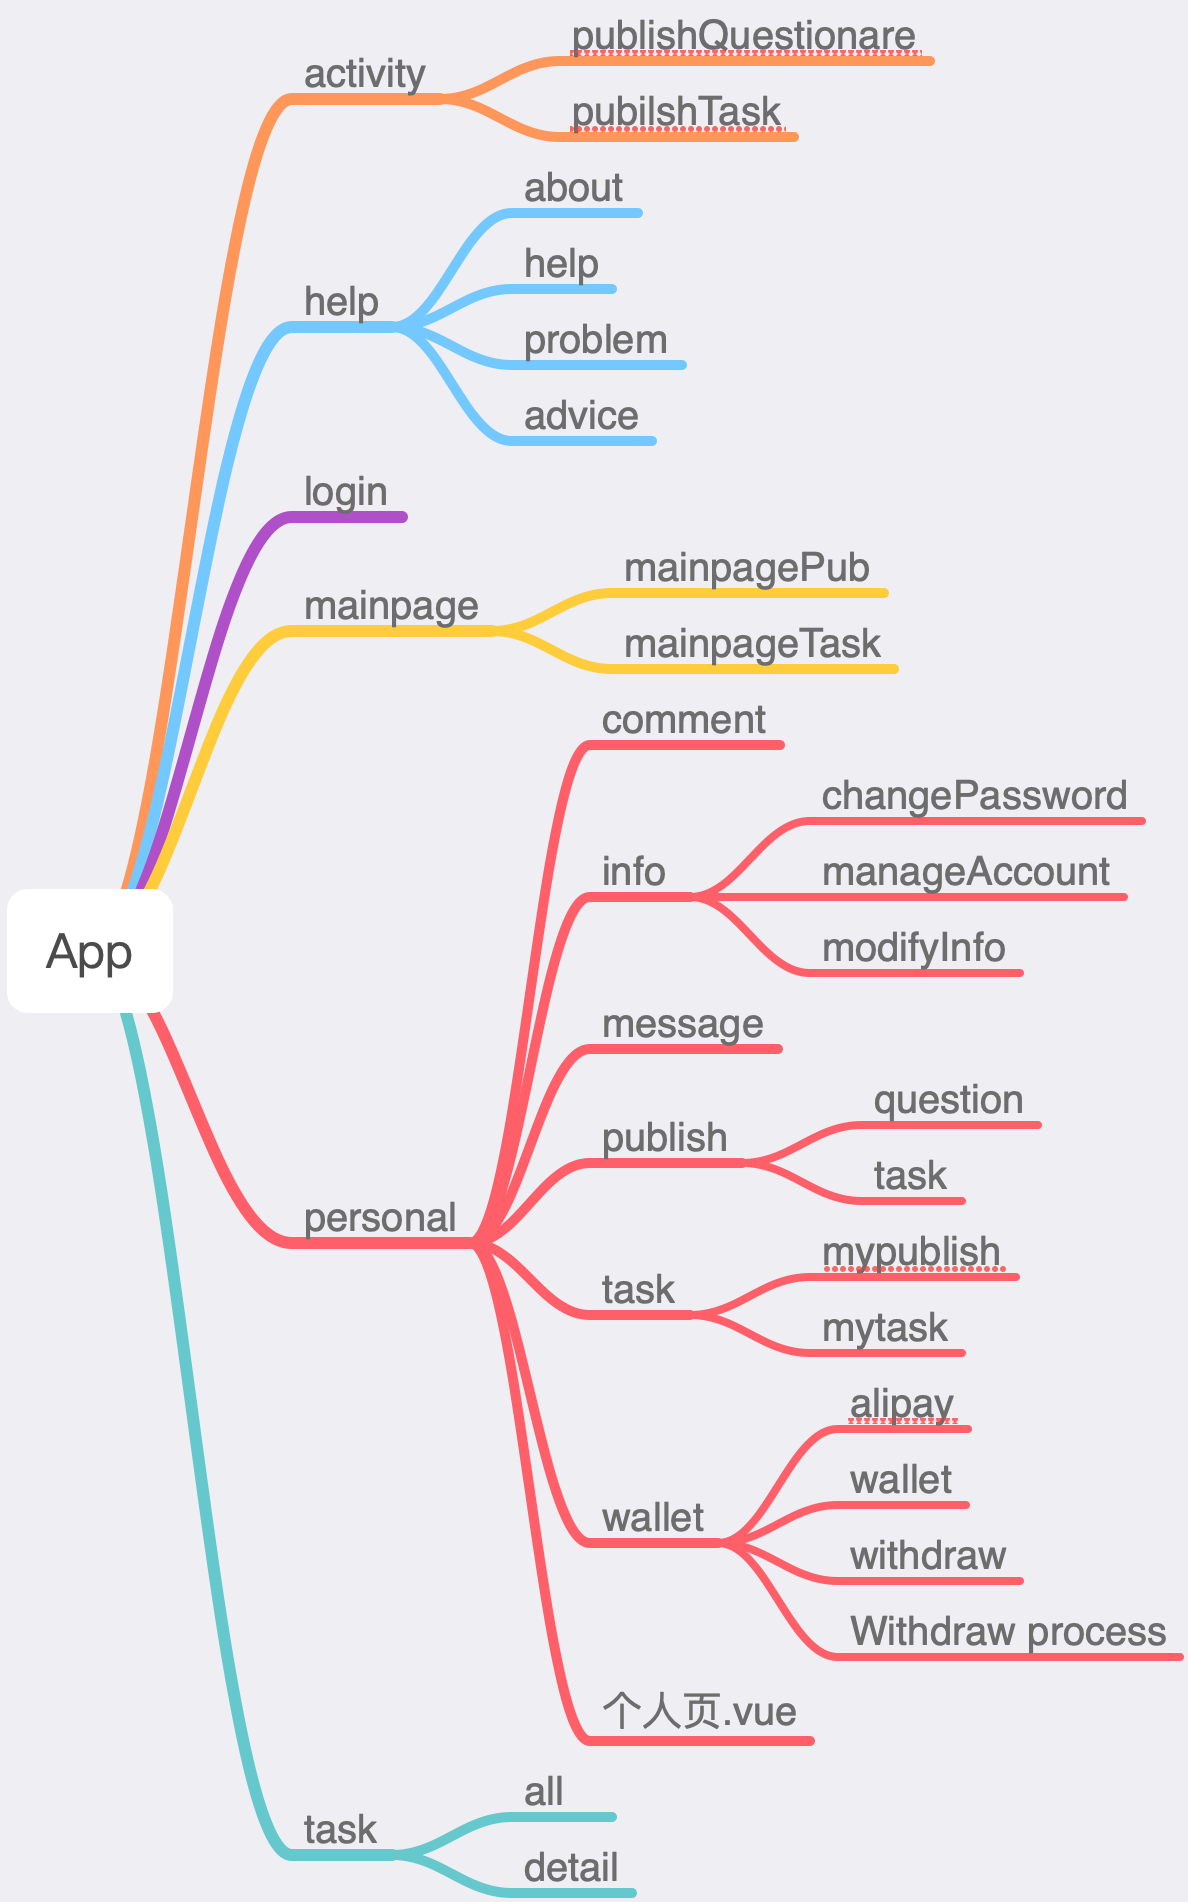 publishQuestionare
activity
pubilshTask
about
help
help
problem
advice
login
mainpagePub
mainpage
mainpageTask
comment
changePassword
info
manageAccount
modifyInfo
App
message
question
publish
task
personal
mypublish
task
mytask
alipay
wallet
wallet
withdraw
Withdraw process
个人页.vue
all
task
detail